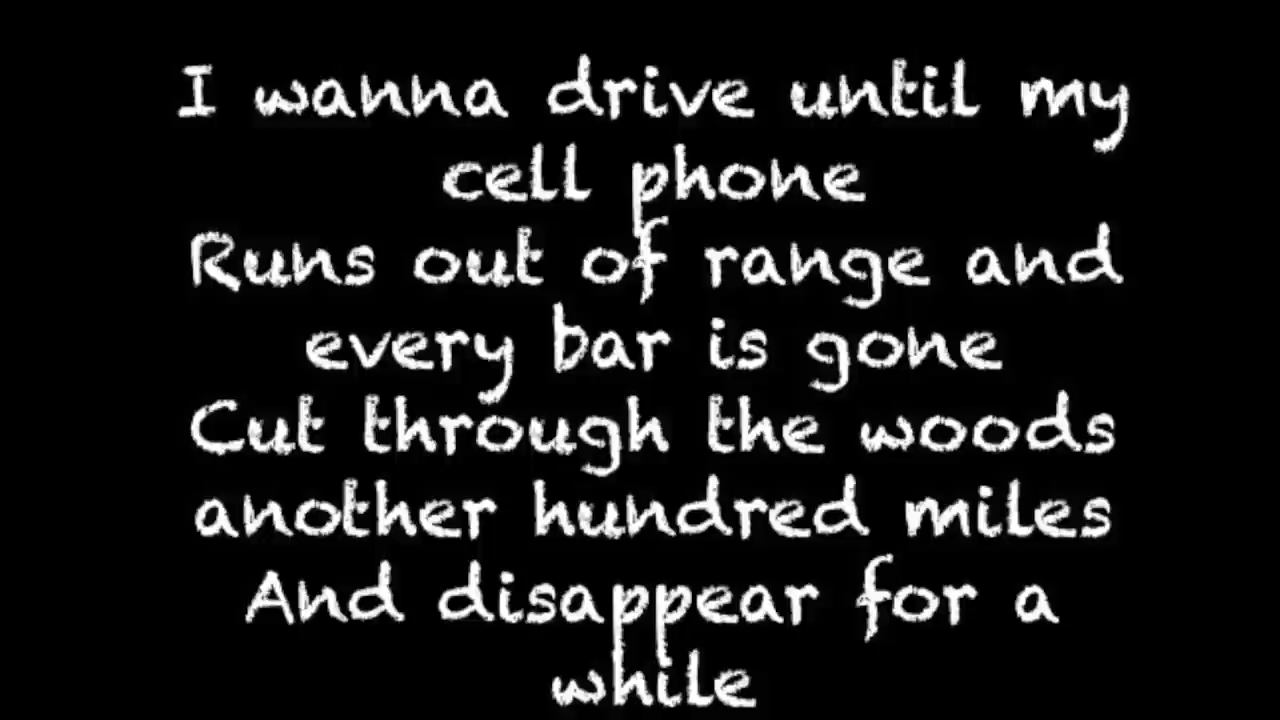 I wanna drive until my
cell phone
Runs out of range and
every bar is gone
Cut through the woods
another hundred miles
And disappear for a
while